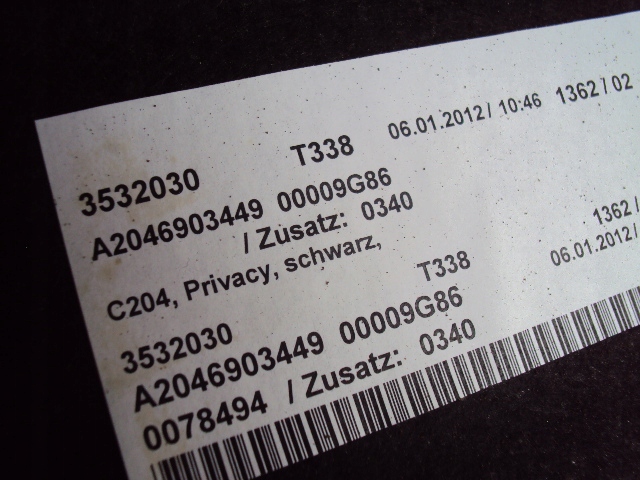 3532030 T338 06.01.2012 / 10:46 1362 / 02
A2046903449 00009G86
/ Zusatz: 0340
C204, Privacy, schwarz,
3532030 T338 06.01.2012 / 1362 /
A2046903449 00009G86
0078494 / Zusatz: 0340